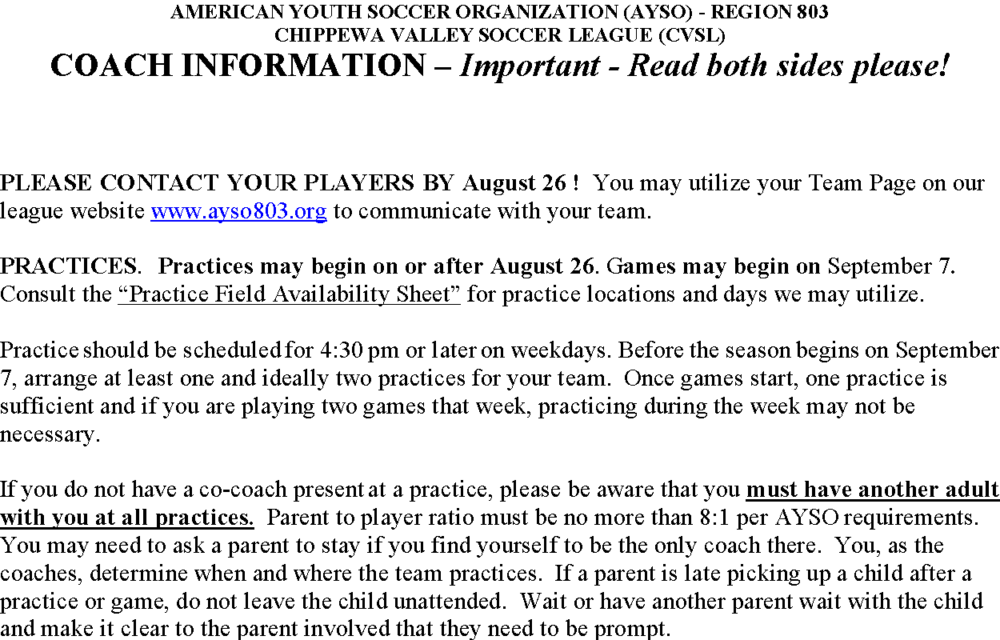 AMERICAN YOUTH SOCCER ORGANIZATION (AYSO) - REGION 803
CHIPPEWA VALLEY SOCCER LEAGUE (CVSL)
COACH INFORMATION – Important - Read both sides please!
PLEASE CONTACT YOUR PLAYERS BY August 26 !  You may utilize your Team Page on our
league website www.ayso803.org to communicate with your team.
PRACTICES.  Practices may begin on or after August 26. Games may begin on September 7.
Consult the “Practice Field Availability Sheet” for practice locations and days we may utilize.
Practice should be scheduled for 4:30 pm or later on weekdays. Before the season begins on September
7, arrange at least one and ideally two practices for your team.  Once games start, one practice is
sufficient and if you are playing two games that week, practicing during the week may not be
necessary.
If you do not have a co-coach present at a practice, please be aware that you must have another adult
with you at all practices.  Parent to player ratio must be no more than 8:1 per AYSO requirements.
You may need to ask a parent to stay if you find yourself to be the only coach there.  You, as the
coaches, determine when and where the team practices.  If a parent is late picking up a child after a
practice or game, do not leave the child unattended.  Wait or have another parent wait with the child
and make it clear to the parent involved that they need to be prompt.